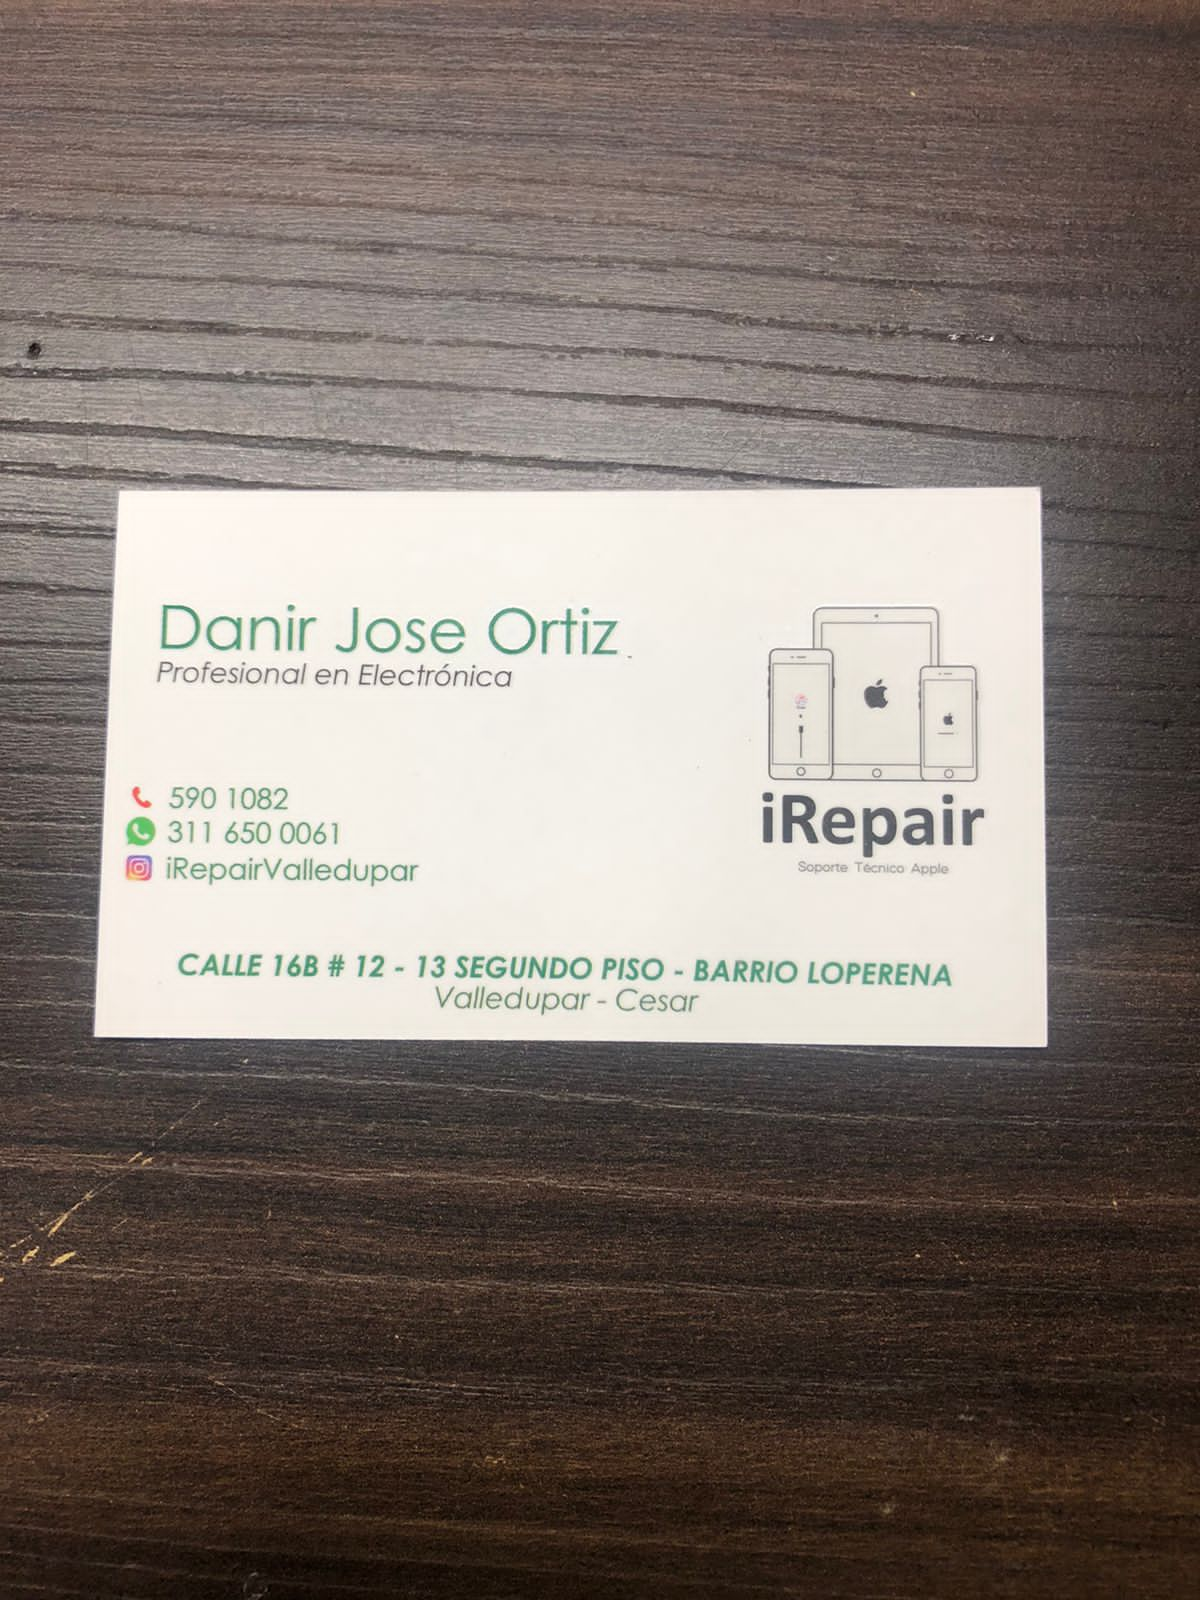 Danir Jose Ortiz
Profesional en Electrónica
590 1082
311 650 0061
iRepairValledupar
iRepair
Soporte Técnico Apple
CALLE 16B # 12 - 13 SEGUNDO PISO - BARRIO LOPERENA
Valledupar - Cesar